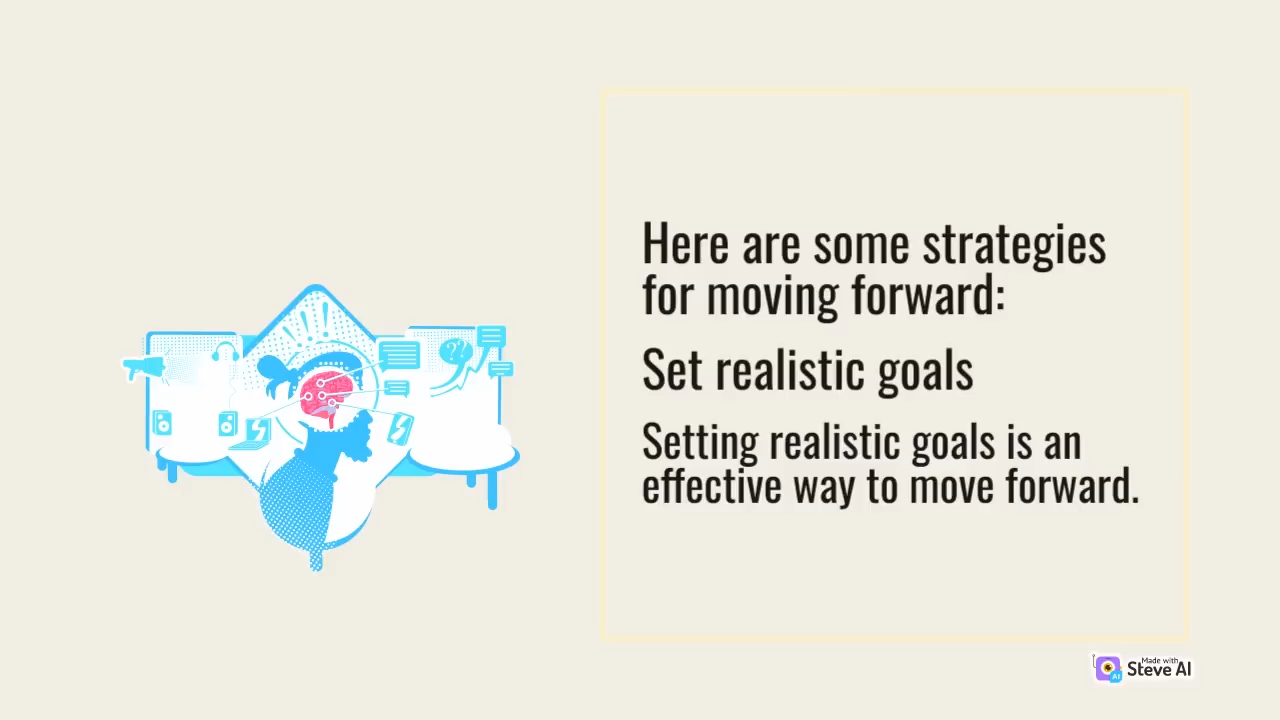 Here are some strategies
for moving forward:
Set realistic goals
Setting realistic goals is an
effective way to move forward.
??
Made with
Steve AI
AI